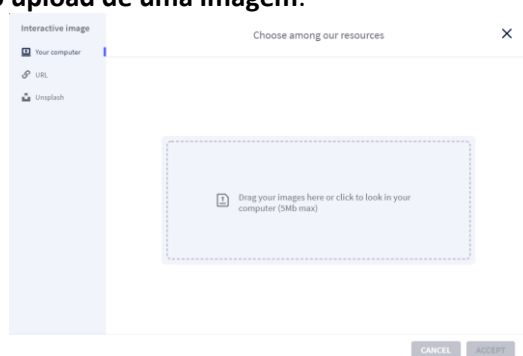 upload de uma imagem.
Interactive image
Choose among our resources
Your computer
URL
Unsplash
Drag your images here or click to look in your
computer (5Mb max)
CANCEL
ACCEPT